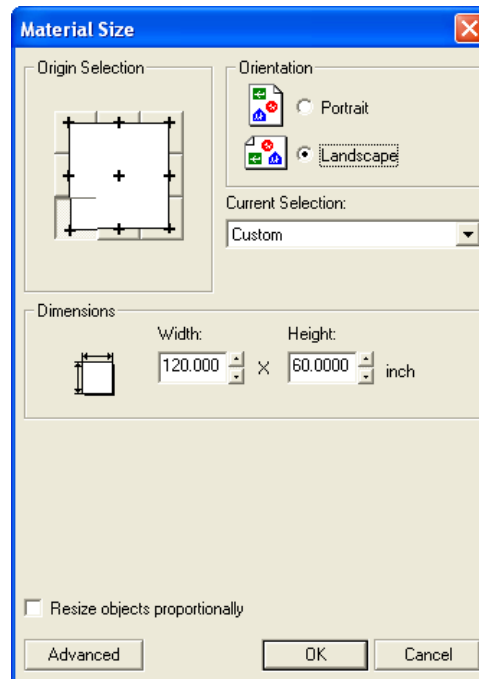 Material Size
Origin Selection
Orientation
Portrait
Landscape
Current Selection:
Custom
Dimensions
Width:
Height:
120.000 X 60.0000 inch
Resize objects proportionally
Advanced
OK
Cancel